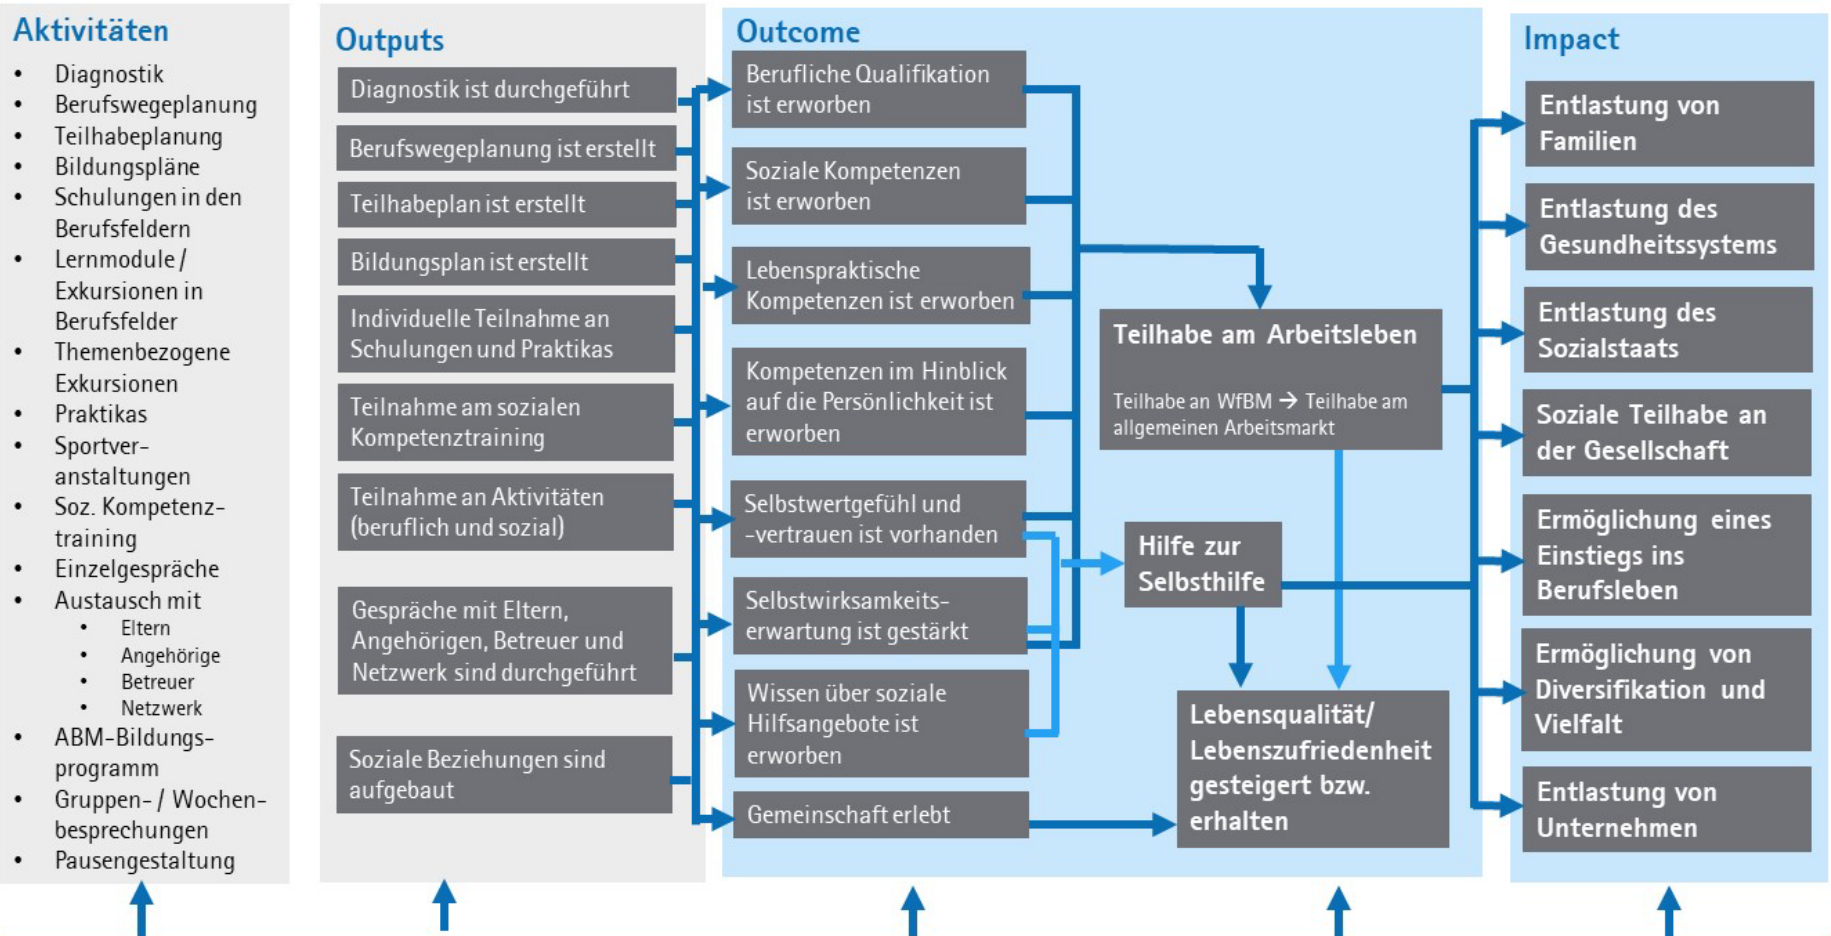 Aktivitäten
• Diagnostik
• Berufswegeplanung
• Teilhabeplanung
• Bildungspläne
• Schulungen in den
Berufsfeldern
• Lernmodule /
Exkursionen in
Berufsfelder
• Themenbezogene
Exkursionen
• Praktikas
• Sportver-
anstaltungen
• Soz. Kompetenz-
training
• Einzelgespräche
• Austausch mit
• Eltern
• Angehörige
• Betreuer
• Netzwerk
• ABM-Bildungs-
programm
• Gruppen- / Wochen-
besprechungen
• Pausengestaltung
Outputs
Diagnostik ist durchgeführt
Berufswegeplanung ist erstellt
Teilhabeplan ist erstellt
Bildungsplan ist erstellt
Individuelle Teilnahme an
Schulungen und Praktikas
Teilnahme am sozialen
Kompetenztraining
Teilnahme an Aktivitäten
(beruflich und sozial)
Gespräche mit Eltern,
Angehörigen, Betreuer und
Netzwerk sind durchgeführt
Soziale Beziehungen sind
aufgebaut
Outcome
Berufliche Qualifikation
ist erworben
Soziale Kompetenzen
ist erworben
Lebenspraktische
Kompetenzen ist erworben
Kompetenzen im Hinblick
auf die Persönlichkeit ist
erworben
Selbstwertgefühl und
-vertrauen ist vorhanden
Selbstwirksamkeits-
erwartung ist gestärkt
Wissen über soziale
Hilfsangebote ist
erworben
Gemeinschaft erlebt
Teilhabe am Arbeitsleben
Teilhabe an WfBM → Teilhabe am
allgemeinen Arbeitsmarkt
Hilfe zur
Selbsthilfe
Lebensqualität/
Lebenszufriedenheit
gesteigert bzw.
erhalten
Impact
Entlastung von
Familien
Entlastung des
Gesundheitssystems
Entlastung des
Sozialstaats
Soziale Teilhabe an
der Gesellschaft
Ermöglichung eines
Einstiegs ins
Berufsleben
Ermöglichung von
Diversifikation und
Vielfalt
Entlastung von
Unternehmen